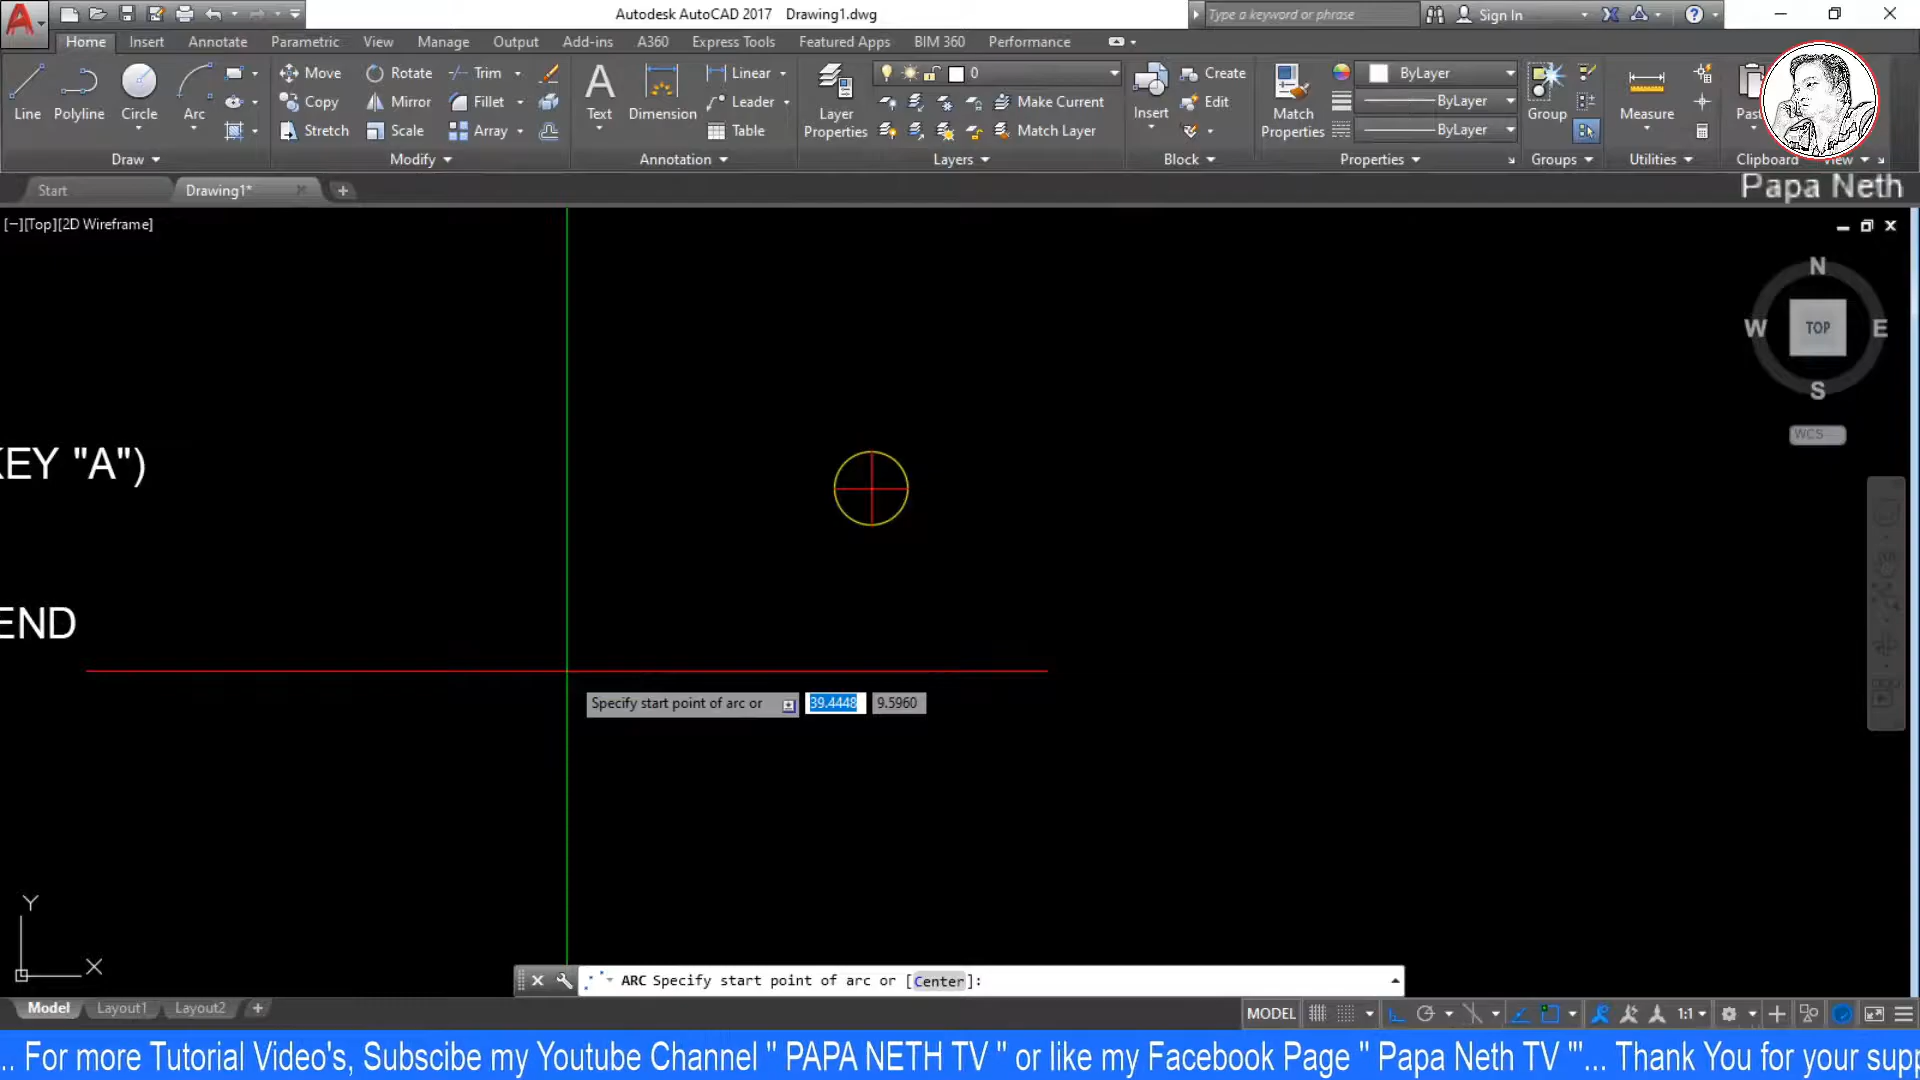 Autodesk AutoCAD 2017 Drawing1.dwg
Type a keyword or phrase
Sign In
Home Insert Annotate Parametric View Manage Output Add-ins A360 Express Tools Featured Apps BIM 360 Performance
Line Polyline Circle Arc
Move Rotate Trim
Copy Mirror Fillet
Stretch Scale Array
Text Dimension
Linear
Leader
Table
Layer Properties
0
Make Current
Match Layer
Insert
Create
Edit
Match Properties
ByLayer
ByLayer
ByLayer
Group
Measure
Draw Modify Annotation Layers Block Properties Groups Utilities Clipboard View
Papa Neth
Start Drawing1*
[−][Top][2D Wireframe]
N
W TOP E
S
WCS
KEY "A")
END
Specify start point of arc or 39.4448 9.5960
Y
X
ARC Specify start point of arc or [Center]:
Model Layout1 Layout2
MODEL 1:1
.. For more Tutorial Video's, Subscibe my Youtube Channel " PAPA NETH TV " or like my Facebook Page " Papa Neth TV "'... Thank You for your supp